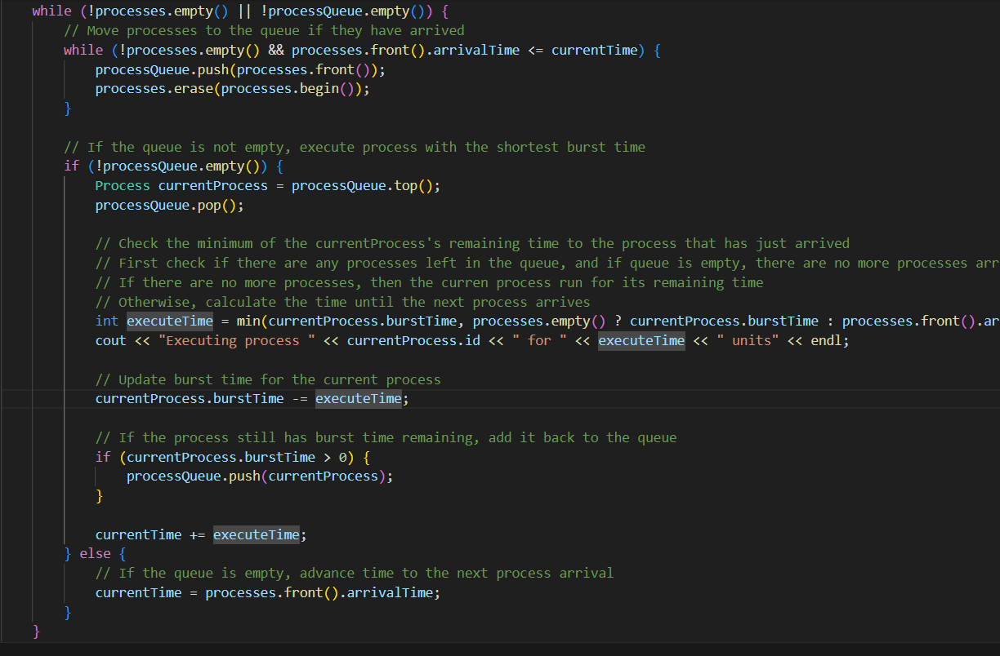 while (!processes.empty() || !processQueue.empty()) {
// Move processes to the queue if they have arrived
while (!processes.empty() && processes.front().arrivalTime <= currentTime) {
processQueue.push(processes.front());
processes.erase(processes.begin());
}
// If the queue is not empty, execute process with the shortest burst time
if (!processQueue.empty()) {
Process currentProcess = processQueue.top();
processQueue.pop();
// Check the minimum of the currentProcess's remaining time to the process that has just arrived
// First check if there are any processes left in the queue, and if queue is empty, there are no more processes arr
// If there are no more processes, then the curren process run for its remaining time
// Otherwise, calculate the time until the next process arrives
int executeTime = min(currentProcess.burstTime, processes.empty() ? currentProcess.burstTime : processes.front().ar
cout << "Executing process " << currentProcess.id << " for " << executeTime << " units" << endl;
// Update burst time for the current process
currentProcess.burstTime -= executeTime;
// If the process still has burst time remaining, add it back to the queue
if (currentProcess.burstTime > 0) {
processQueue.push(currentProcess);
}
currentTime += executeTime;
} else {
// If the queue is empty, advance time to the next process arrival
currentTime = processes.front().arrivalTime;
}
}